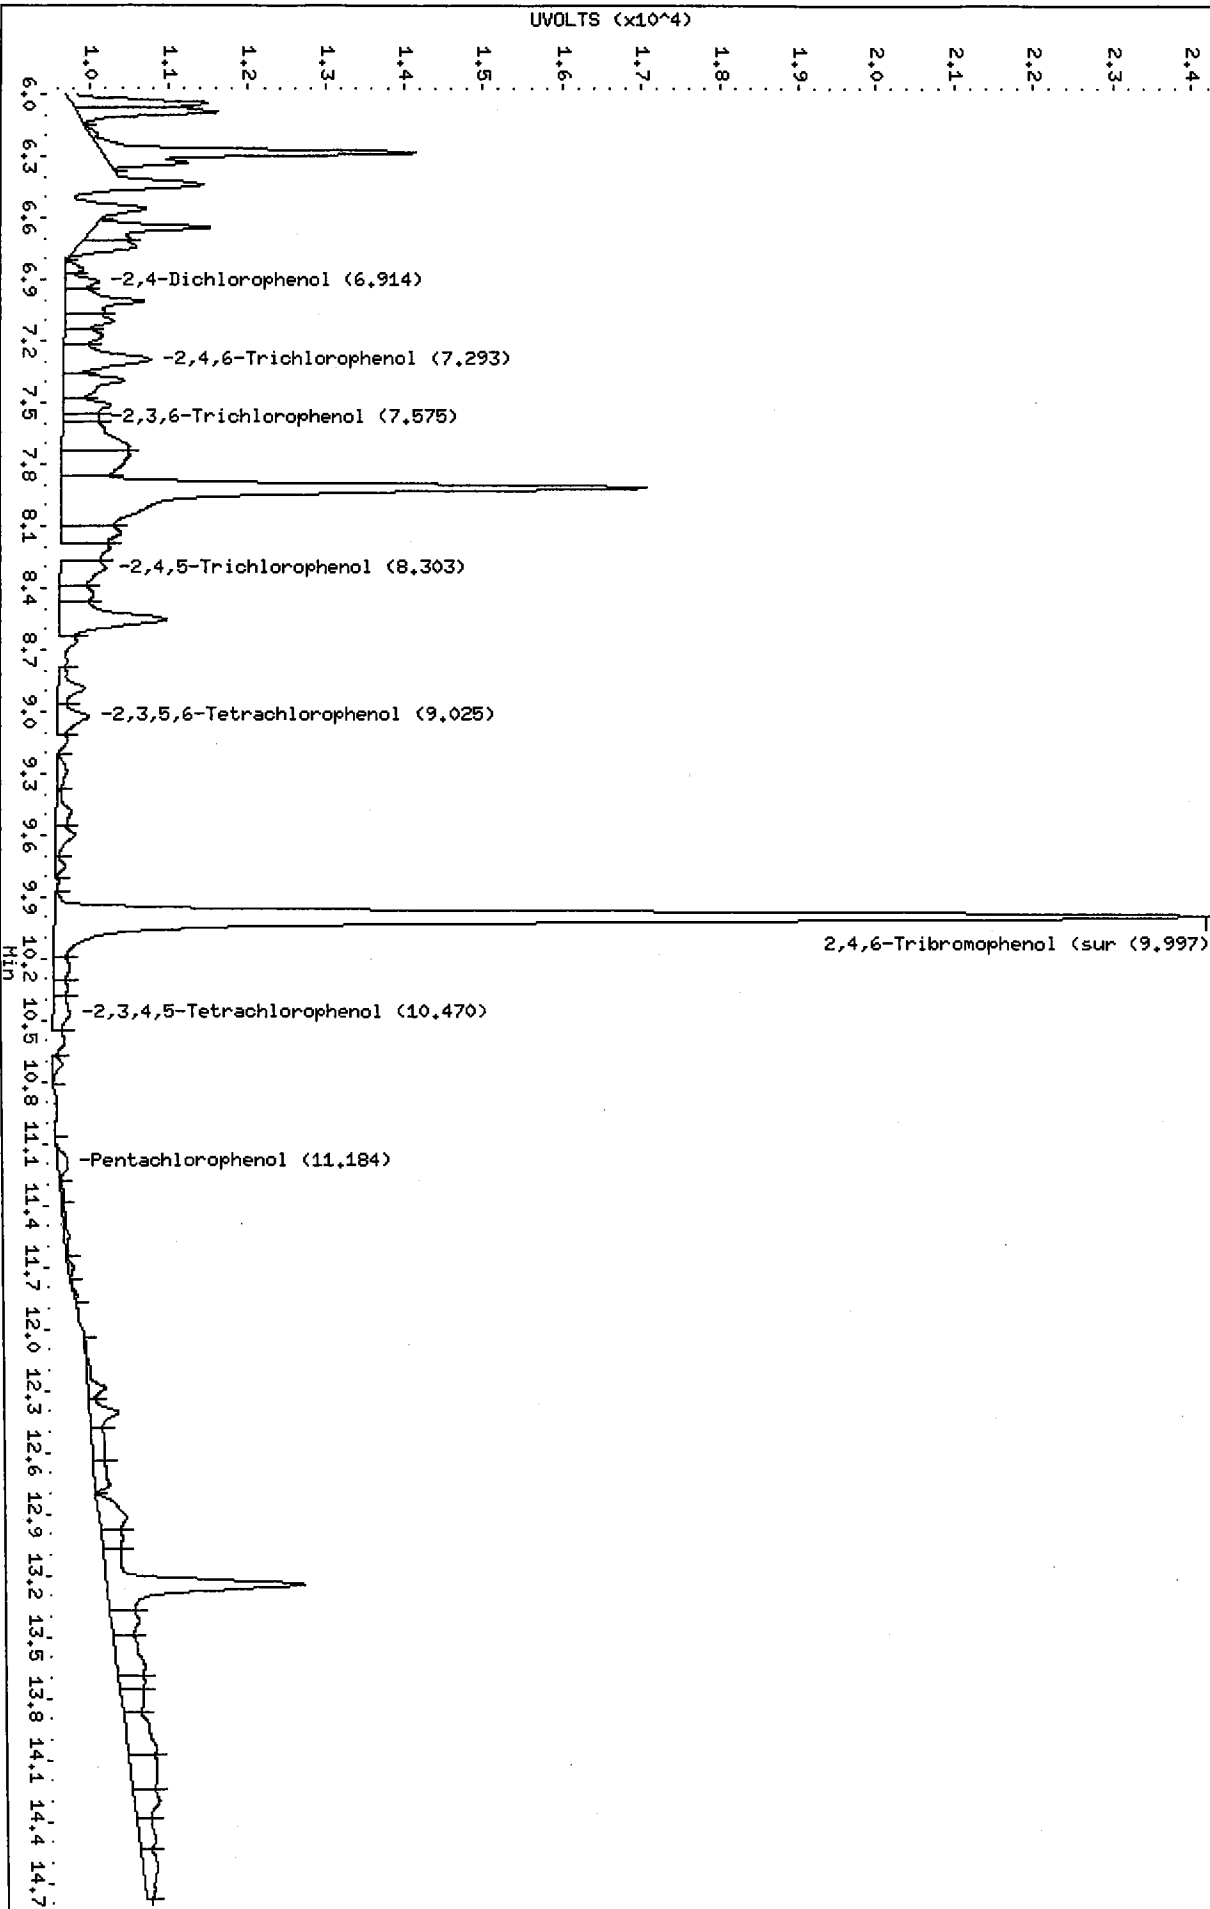 UVOLTS (x10^4)
1.0 1.1 1.2 1.3 1.4 1.5 1.6 1.7 1.8 1.9 2.0 2.1 2.2 2.3 2.4
-2,4-Dichlorophenol (6.914)
-2,4,6-Trichlorophenol (7.293)
-2,3,6-Trichlorophenol (7.575)
-2,4,5-Trichlorophenol (8.303)
-2,3,5,6-Tetrachlorophenol (9.025)
2,4,6-Tribromophenol (sur (9.997)
-2,3,4,5-Tetrachlorophenol (10.470)
-Pentachlorophenol (11.184)
6.0 6.3 6.6 6.9 7.2 7.5 7.8 8.1 8.4 8.7 9.0 9.3 9.6 9.9 10.2 10.5 10.8 11.1 11.4 11.7 12.0 12.3 12.6 12.9 13.2 13.5 13.8 14.1 14.4 14.7
Min